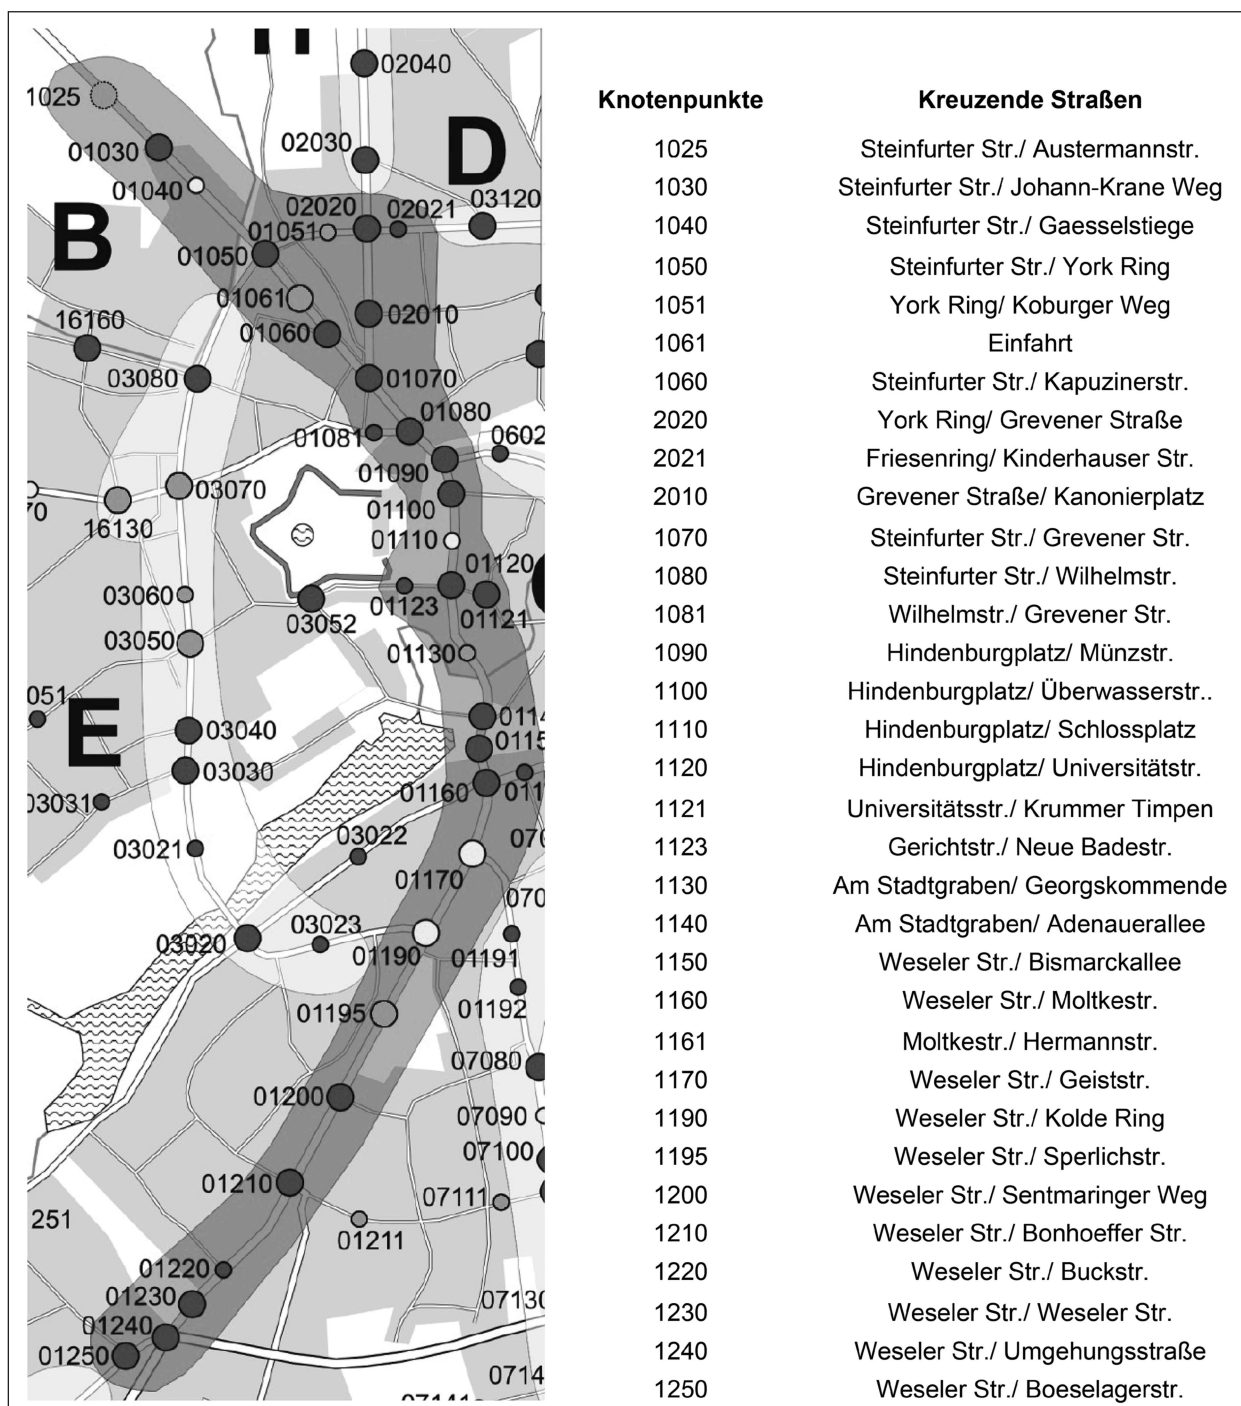 02040
1025
02030
01030
D
01040
02020
02021
03120
01051
B
01050
01061
02010
16160
01060
03080
01070
01080
01081
0602
01090
03070
01100
70
16130
01110
01120
03060
01123
01121
03052
03050
01130
051
E
03040
0114
0115
03030
01160
011
03031
03022
070
03021
01170
070
03023
03020
01190
01191
01195
01192
07080
01200
07090
07100
01210
07111
251
01211
01220
01230
07130
01240
01250
0714
07141
Knotenpunkte Kreuzende Straßen
1025 Steinfurter Str./ Austermannstr.
1030 Steinfurter Str./ Johann-Krane Weg
1040 Steinfurter Str./ Gaesselstiege
1050 Steinfurter Str./ York Ring
1051 York Ring/ Koburger Weg
1061 Einfahrt
1060 Steinfurter Str./ Kapuzinerstr.
2020 York Ring/ Grevener Straße
2021 Friesenring/ Kinderhauser Str.
2010 Grevener Straße/ Kanonierplatz
1070 Steinfurter Str./ Grevener Str.
1080 Steinfurter Str./ Wilhelmstr.
1081 Wilhelmstr./ Grevener Str.
1090 Hindenburgplatz/ Münzstr.
1100 Hindenburgplatz/ Überwasserstr..
1110 Hindenburgplatz/ Schlossplatz
1120 Hindenburgplatz/ Universitätstr.
1121 Universitätsstr./ Krummer Timpen
1123 Gerichtstr./ Neue Badestr.
1130 Am Stadtgraben/ Georgskommende
1140 Am Stadtgraben/ Adenauerallee
1150 Weseler Str./ Bismarckallee
1160 Weseler Str./ Moltkestr.
1161 Moltkestr./ Hermannstr.
1170 Weseler Str./ Geiststr.
1190 Weseler Str./ Kolde Ring
1195 Weseler Str./ Sperlichstr.
1200 Weseler Str./ Sentmaringer Weg
1210 Weseler Str./ Bonhoeffer Str.
1220 Weseler Str./ Buckstr.
1230 Weseler Str./ Weseler Str.
1240 Weseler Str./ Umgehungsstraße
1250 Weseler Str./ Boeselagerstr.